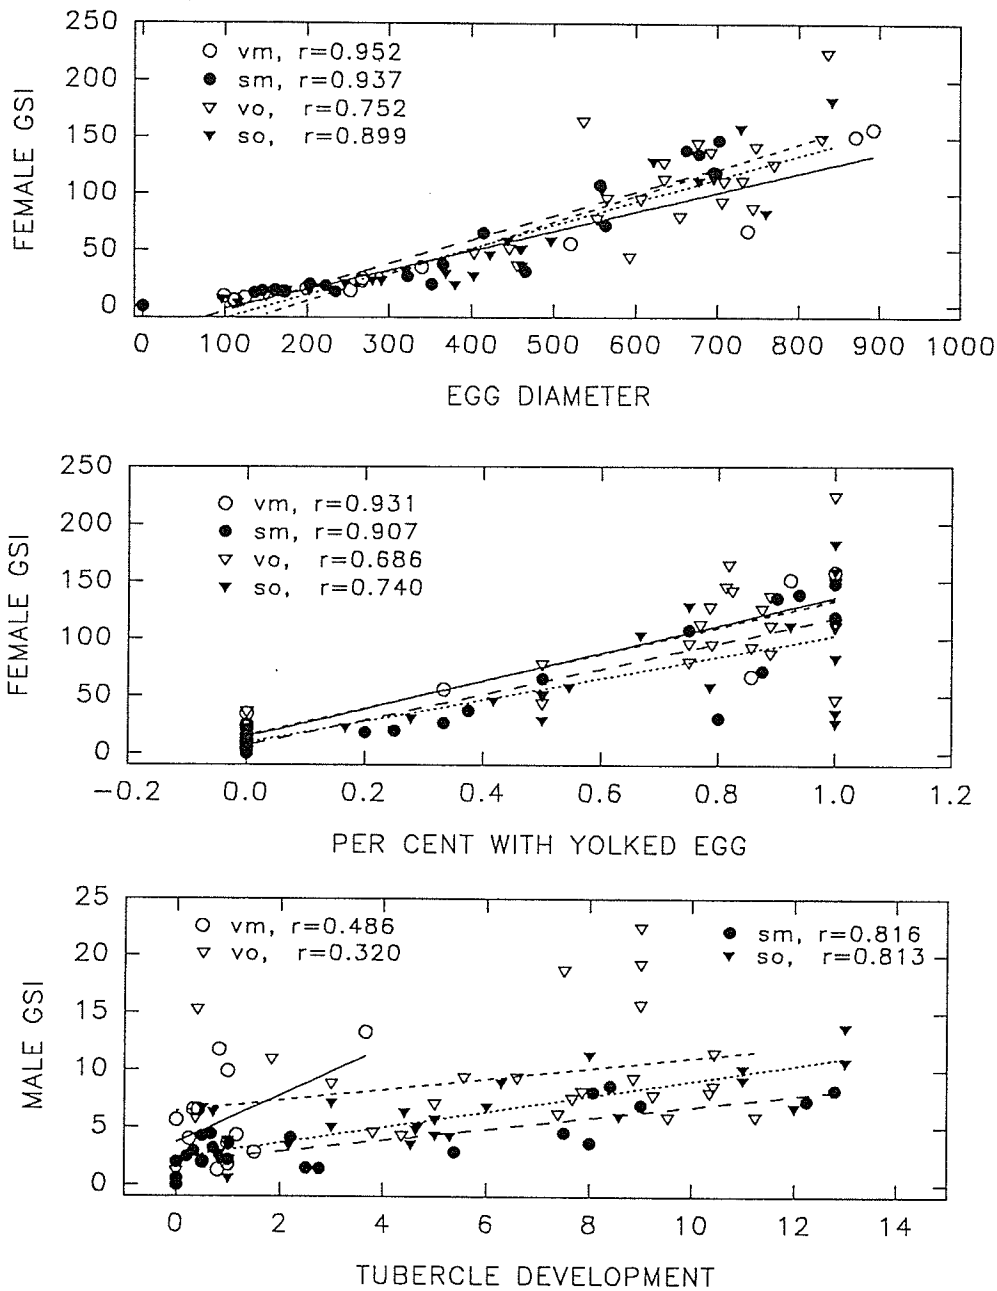 250
200
150
100
50
0
FEMALE GSI
vm, r=0.952
sm, r=0.937
vo, r=0.752
so, r=0.899
0 100 200 300 400 500 600 700 800 900 1000
EGG DIAMETER
250
200
150
100
50
0
FEMALE GSI
vm, r=0.931
sm, r=0.907
vo, r=0.686
so, r=0.740
−0.2 0.0 0.2 0.4 0.6 0.8 1.0 1.2
PER CENT WITH YOLKED EGG
25
20
15
10
5
0
MALE GSI
vm, r=0.486
vo, r=0.320
sm, r=0.816
so, r=0.813
0 2 4 6 8 10 12 14
TUBERCLE DEVELOPMENT